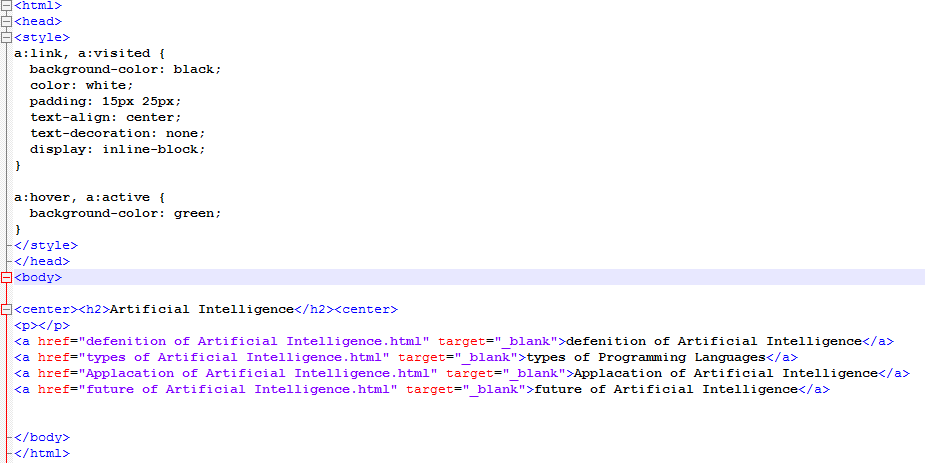 <html>
<head>
<style>
a:link, a:visited {
  background-color: black;
  color: white;
  padding: 15px 25px;
  text-align: center;
  text-decoration: none;
  display: inline-block;
}

a:hover, a:active {
  background-color: green;
}
</style>
</head>
<body>

<center><h2>Artificial Intelligence</h2><center>
<p></p>
<a href="defenition of Artificial Intelligence.html" target="_blank">defenition of Artificial Intelligence</a>
<a href="types of Artificial Intelligence.html" target="_blank">types of Programming Languages</a>
<a href="Applacation of Artificial Intelligence.html" target="_blank">Applacation of Artificial Intelligence</a>
<a href="future of Artificial Intelligence.html" target="_blank">future of Artificial Intelligence</a>


</body>
</html>